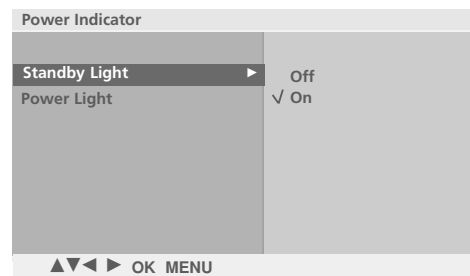 Power Indicator
Standby Light ► Off
Power Light √ On
▲▼◄ ► OK MENU